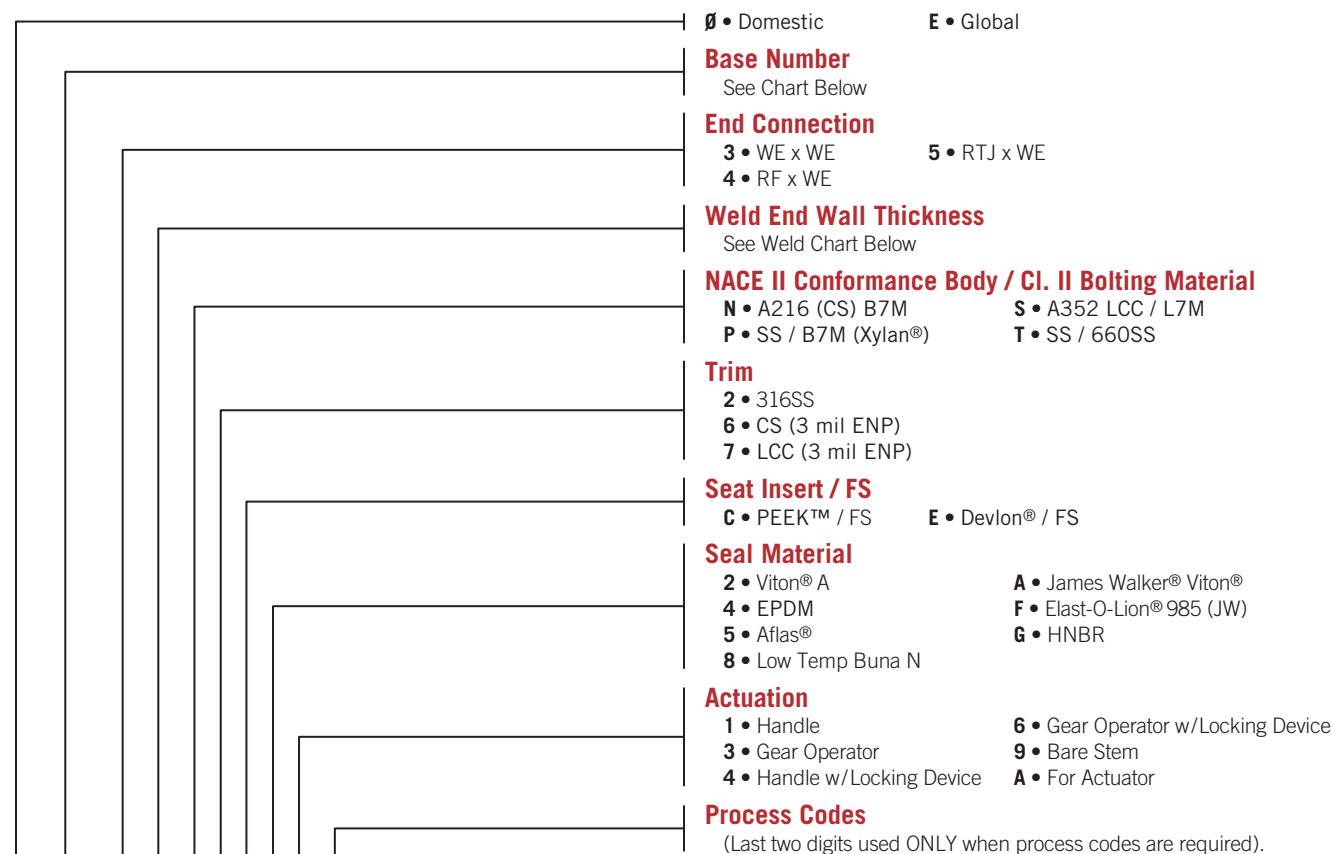 Ø • Domestic E • Global
Base Number
See Chart Below
End Connection
3 • WE x WE 5 • RTJ x WE
4 • RF x WE
Weld End Wall Thickness
See Weld Chart Below
NACE II Conformance Body / Cl. II Bolting Material
N • A216 (CS) B7M S • A352 LCC / L7M
P • SS / B7M (Xylan®) T • SS / 660SS
Trim
2 • 316SS
6 • CS (3 mil ENP)
7 • LCC (3 mil ENP)
Seat Insert / FS
C • PEEK™ / FS E • Devlon® / FS
Seal Material
2 • Viton® A A • James Walker® Viton®
4 • EPDM F • Elast-O-Lion® 985 (JW)
5 • Aflas® G • HNBR
8 • Low Temp Buna N
Actuation
1 • Handle 6 • Gear Operator w/Locking Device
3 • Gear Operator 9 • Bare Stem
4 • Handle w/Locking Device A • For Actuator
Process Codes
(Last two digits used ONLY when process codes are required).